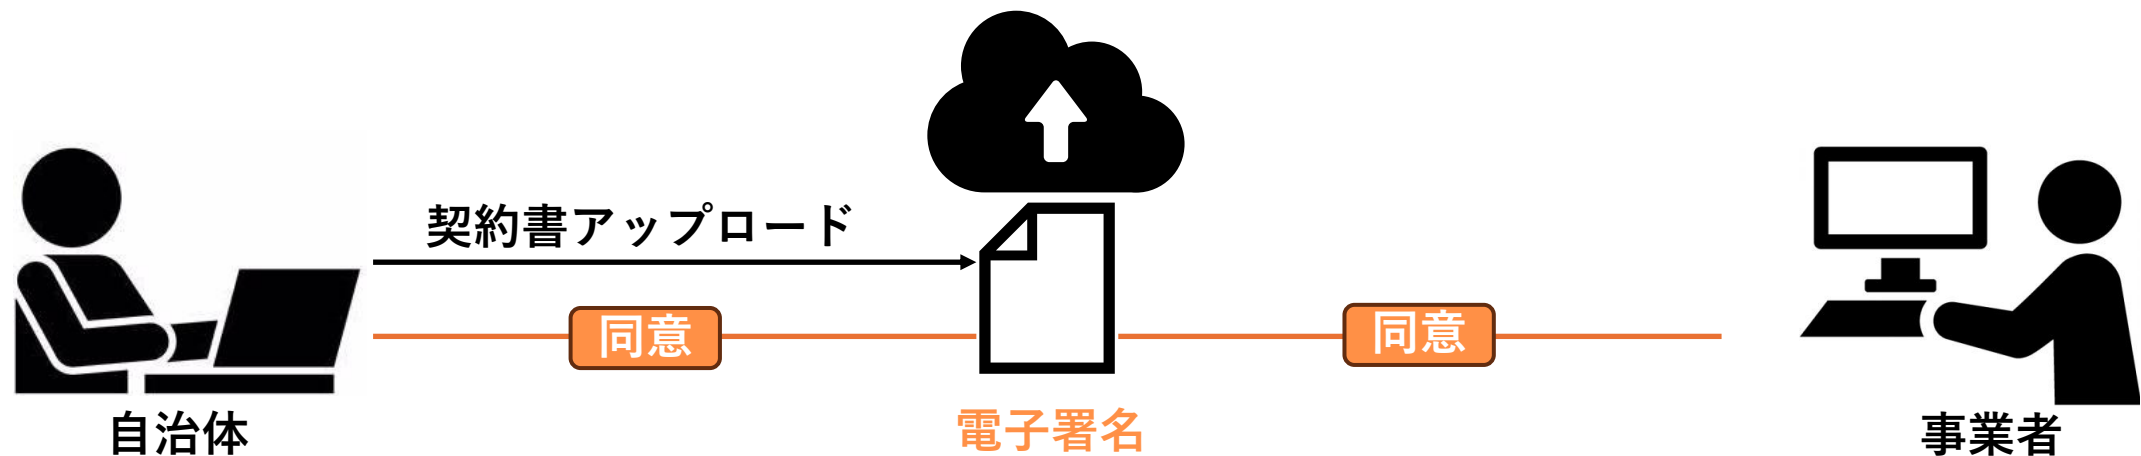 契約書アップロード
同意
同意
自治体
電子署名
事業者